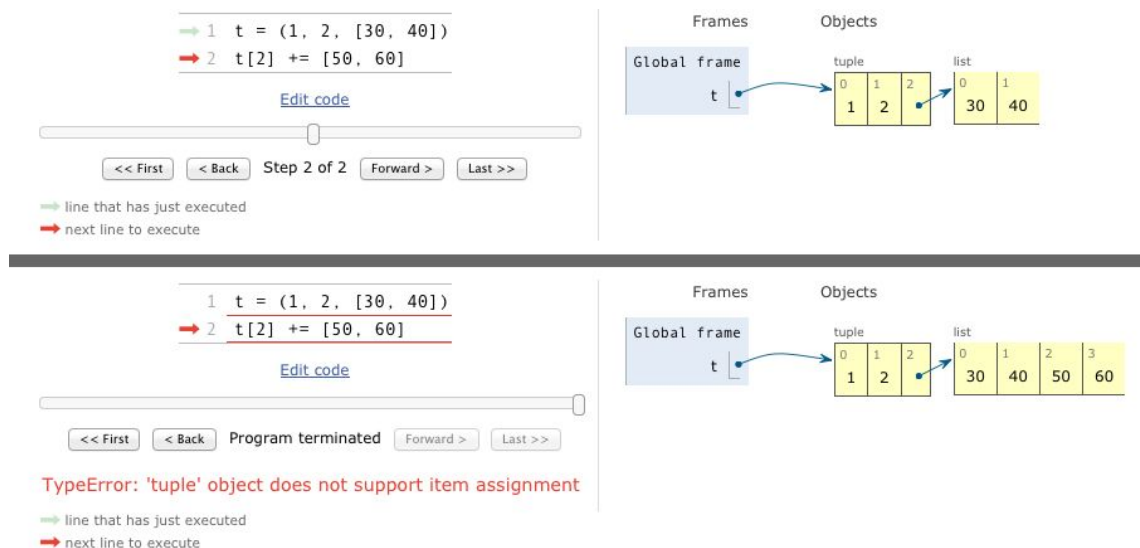 1 t = (1, 2, [30, 40])
2 t[2] += [50, 60]
Edit code
<< First < Back Step 2 of 2 Forward > Last >>
line that has just executed
next line to execute
Frames Objects
Global frame
t
tuple list
0 1 2 0 1
1 2 30 40
1 t = (1, 2, [30, 40])
2 t[2] += [50, 60]
Edit code
<< First < Back Program terminated Forward > Last >>
TypeError: 'tuple' object does not support item assignment
line that has just executed
next line to execute
Frames Objects
Global frame
t
tuple list
0 1 2 0 1 2 3
1 2 30 40 50 60